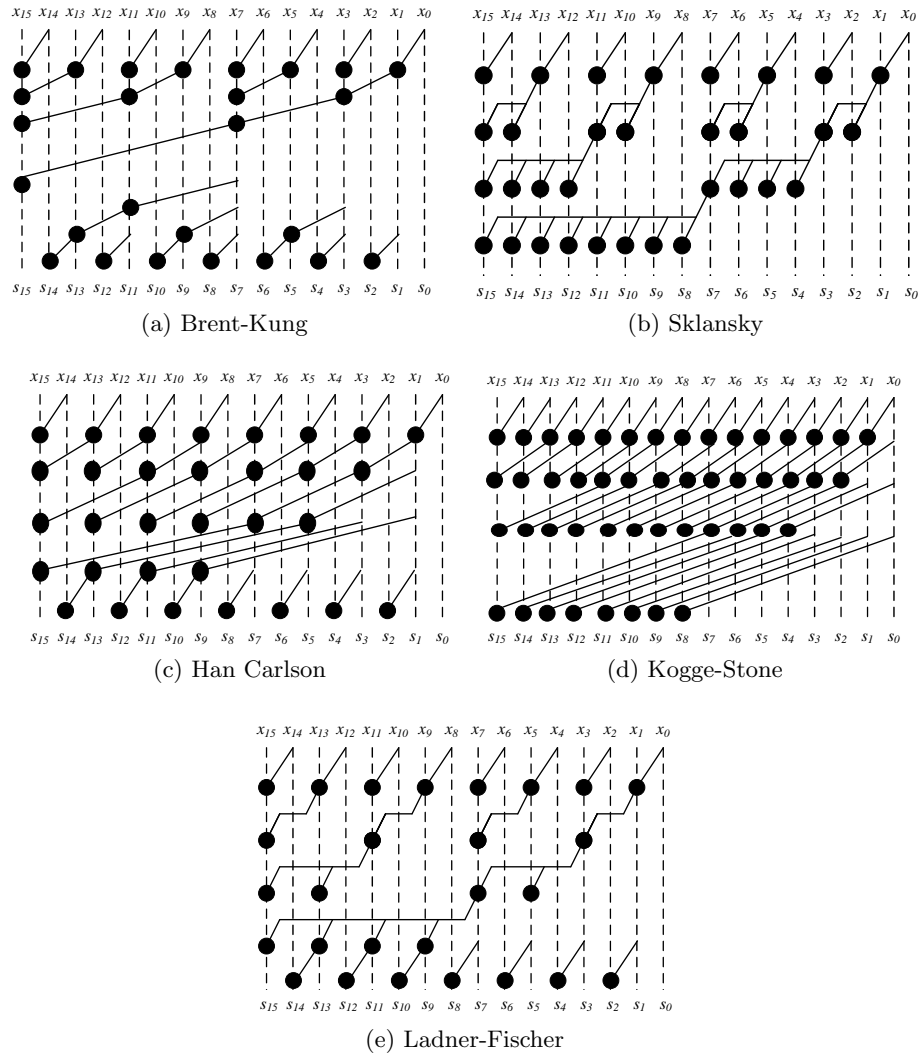 x15 x14 x13 x12 x11 x10 x9 x8 x7 x6 x5 x4 x3 x2 x1 x0
s15 s14 s13 s12 s11 s10 s9 s8 s7 s6 s5 s4 s3 s2 s1 s0
(a) Brent-Kung
x15 x14 x13 x12 x11 x10 x9 x8 x7 x6 x5 x4 x3 x2 x1 x0
s15 s14 s13 s12 s11 s10 s9 s8 s7 s6 s5 s4 s3 s2 s1 s0
(b) Sklansky
x15 x14 x13 x12 x11 x10 x9 x8 x7 x6 x5 x4 x3 x2 x1 x0
s15 s14 s13 s12 s11 s10 s9 s8 s7 s6 s5 s4 s3 s2 s1 s0
(c) Han Carlson
x15 x14 x13 x12 x11 x10 x9 x8 x7 x6 x5 x4 x3 x2 x1 x0
s15 s14 s13 s12 s11 s10 s9 s8 s7 s6 s5 s4 s3 s2 s1 s0
(d) Kogge-Stone
x15 x14 x13 x12 x11 x10 x9 x8 x7 x6 x5 x4 x3 x2 x1 x0
s15 s14 s13 s12 s11 s10 s9 s8 s7 s6 s5 s4 s3 s2 s1 s0
(e) Ladner-Fischer